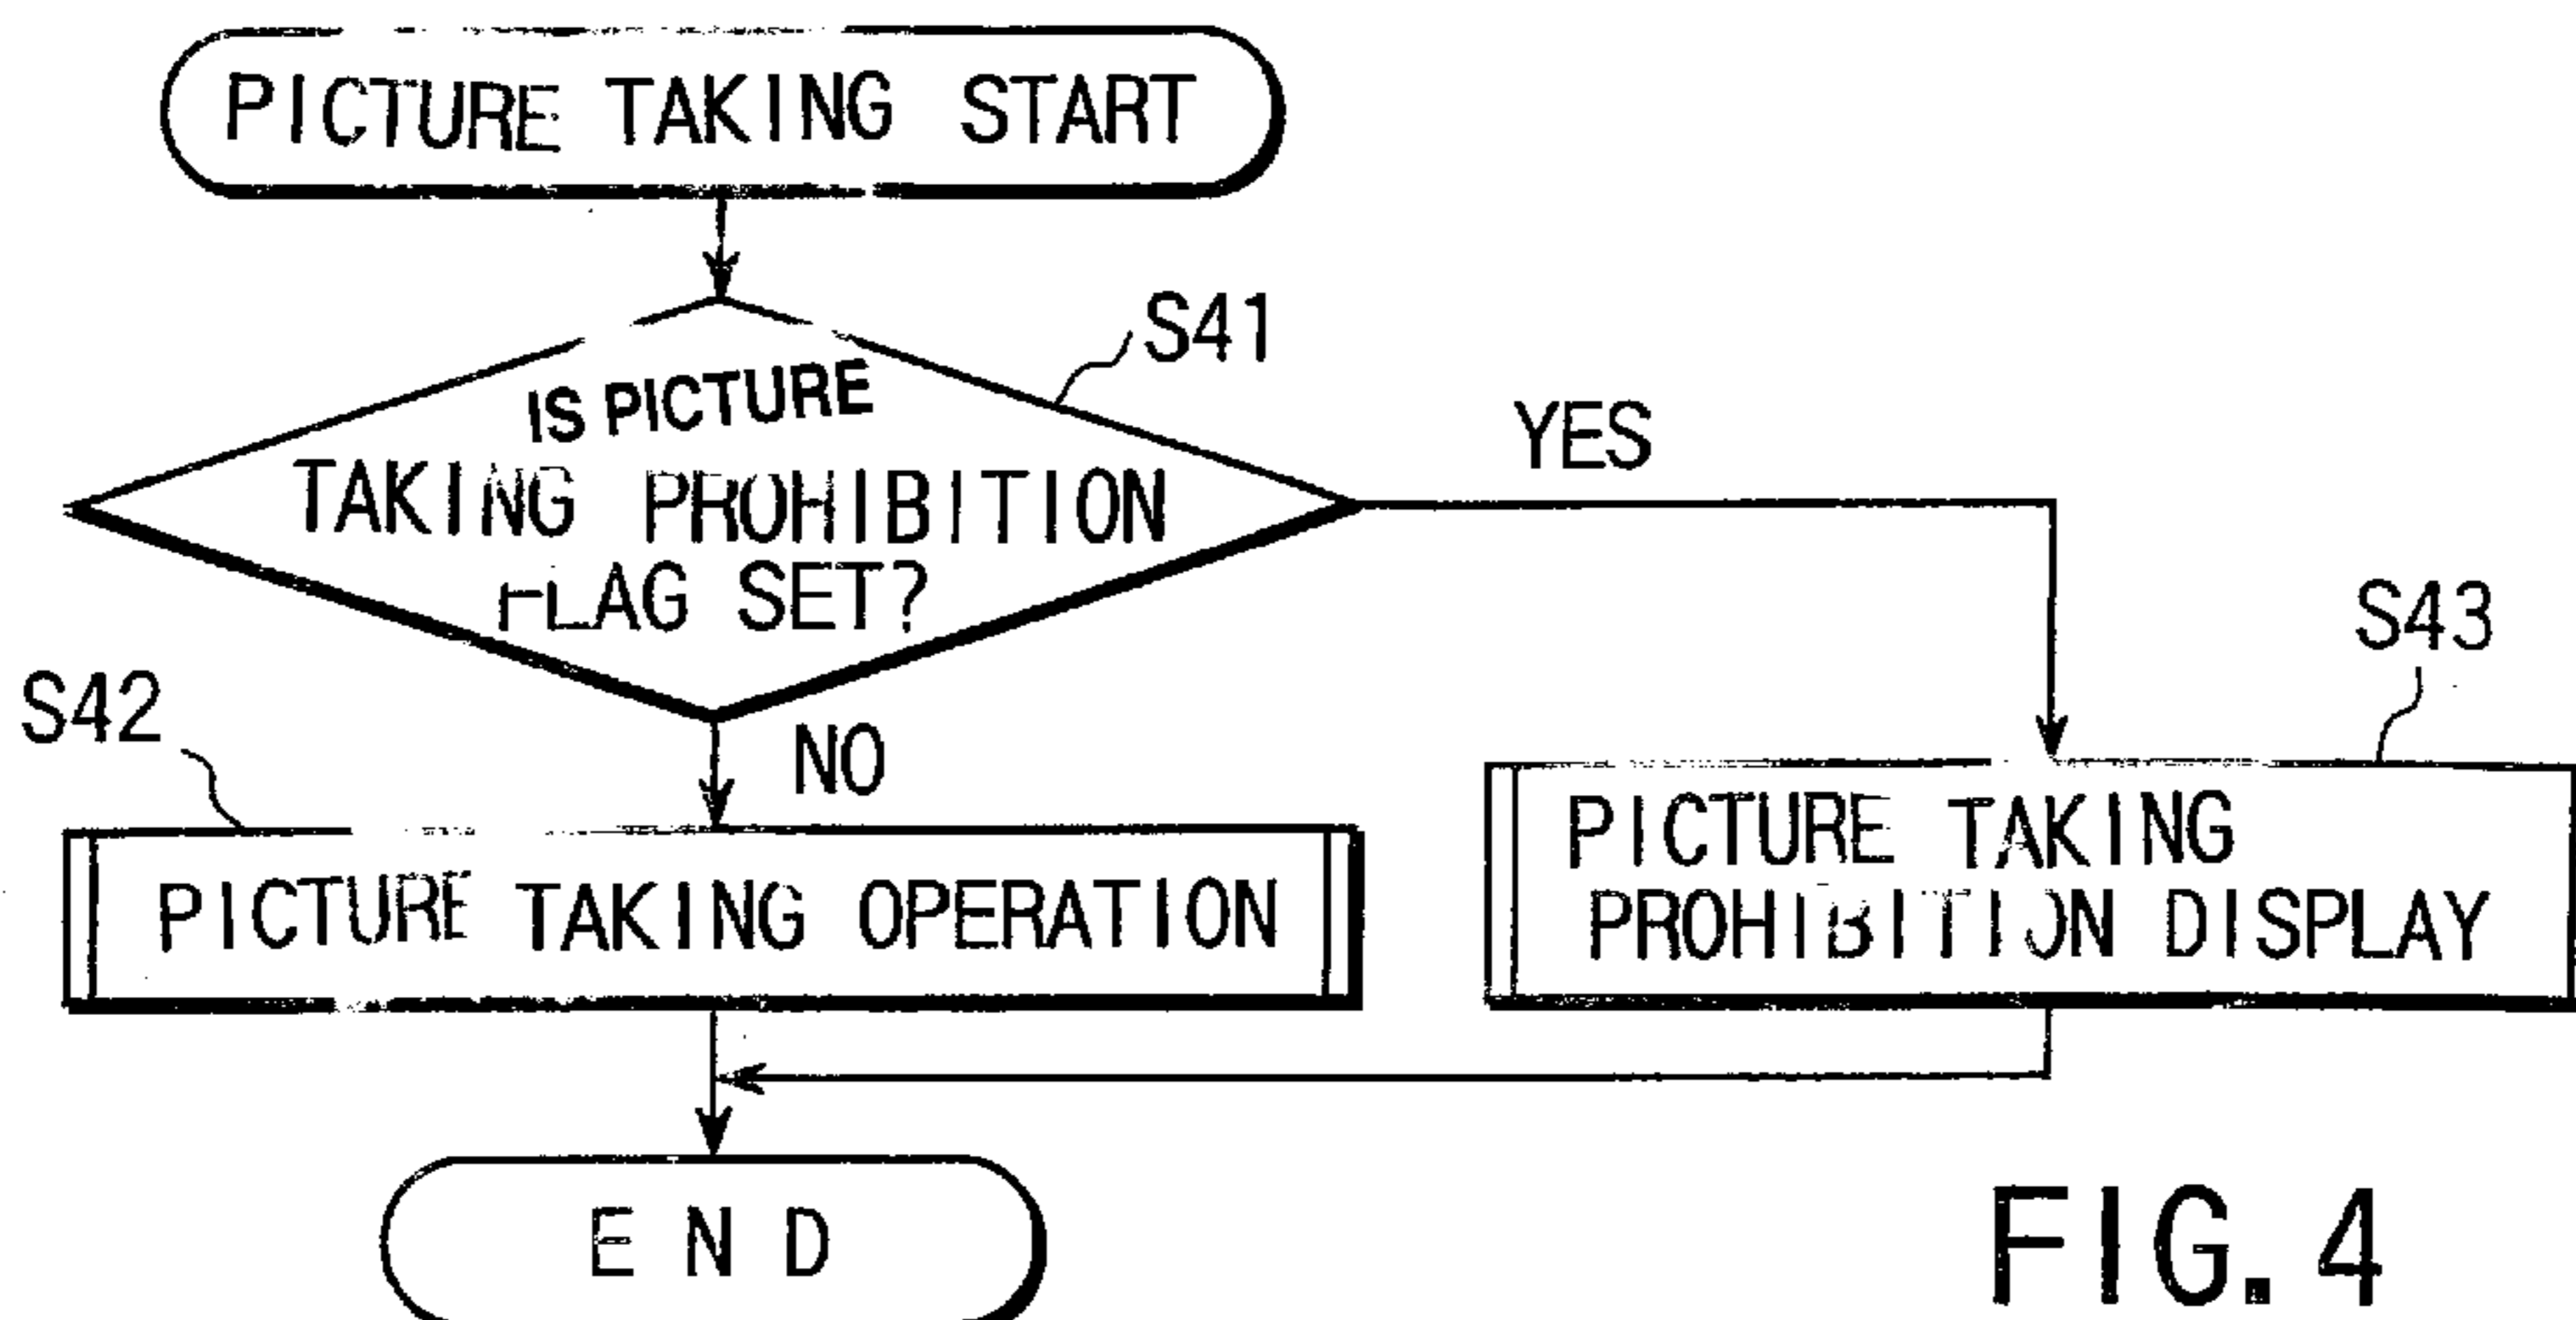 PICTURE TAKING START
S41
IS PICTURE
TAKING PROHIBITION
FLAG SET?
YES
S43
S42
NO
PICTURE TAKING
PROHIBITION DISPLAY
PICTURE TAKING OPERATION
END
FIG. 4